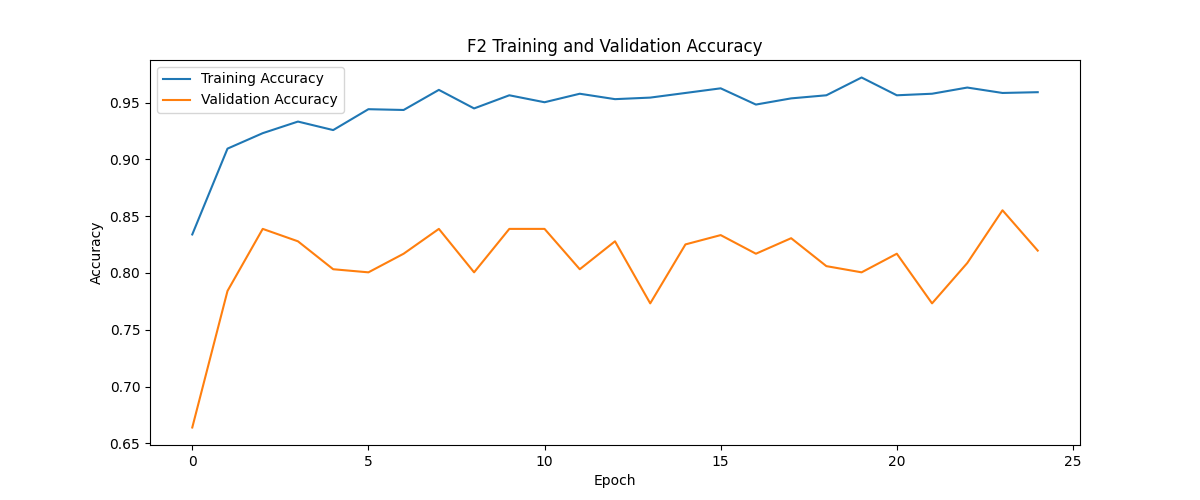 F2 Training and Validation Accuracy
Training Accuracy
Validation Accuracy
Accuracy
0.95
0.90
0.85
0.80
0.75
0.70
0.65
0 5 10 15 20 25
Epoch